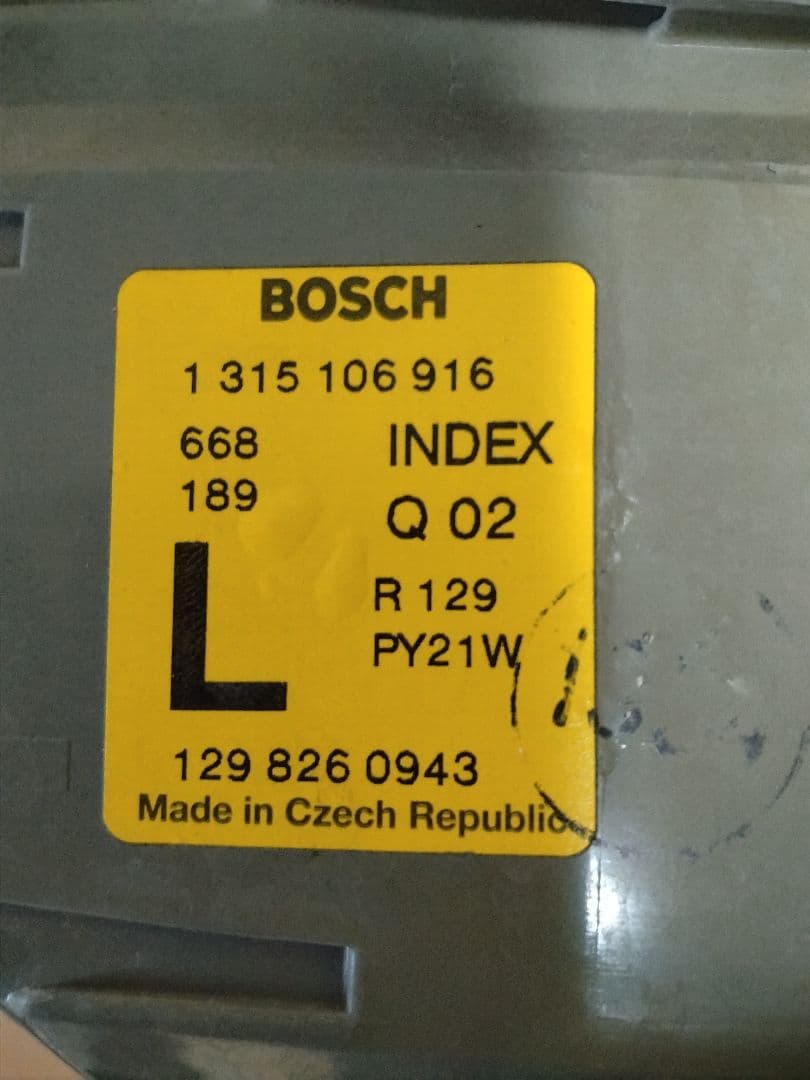 BOSCH
1 315 106 916
668 INDEX
189 Q 02
L R 129
PY21W
129 826 0943
Made in Czech Republic